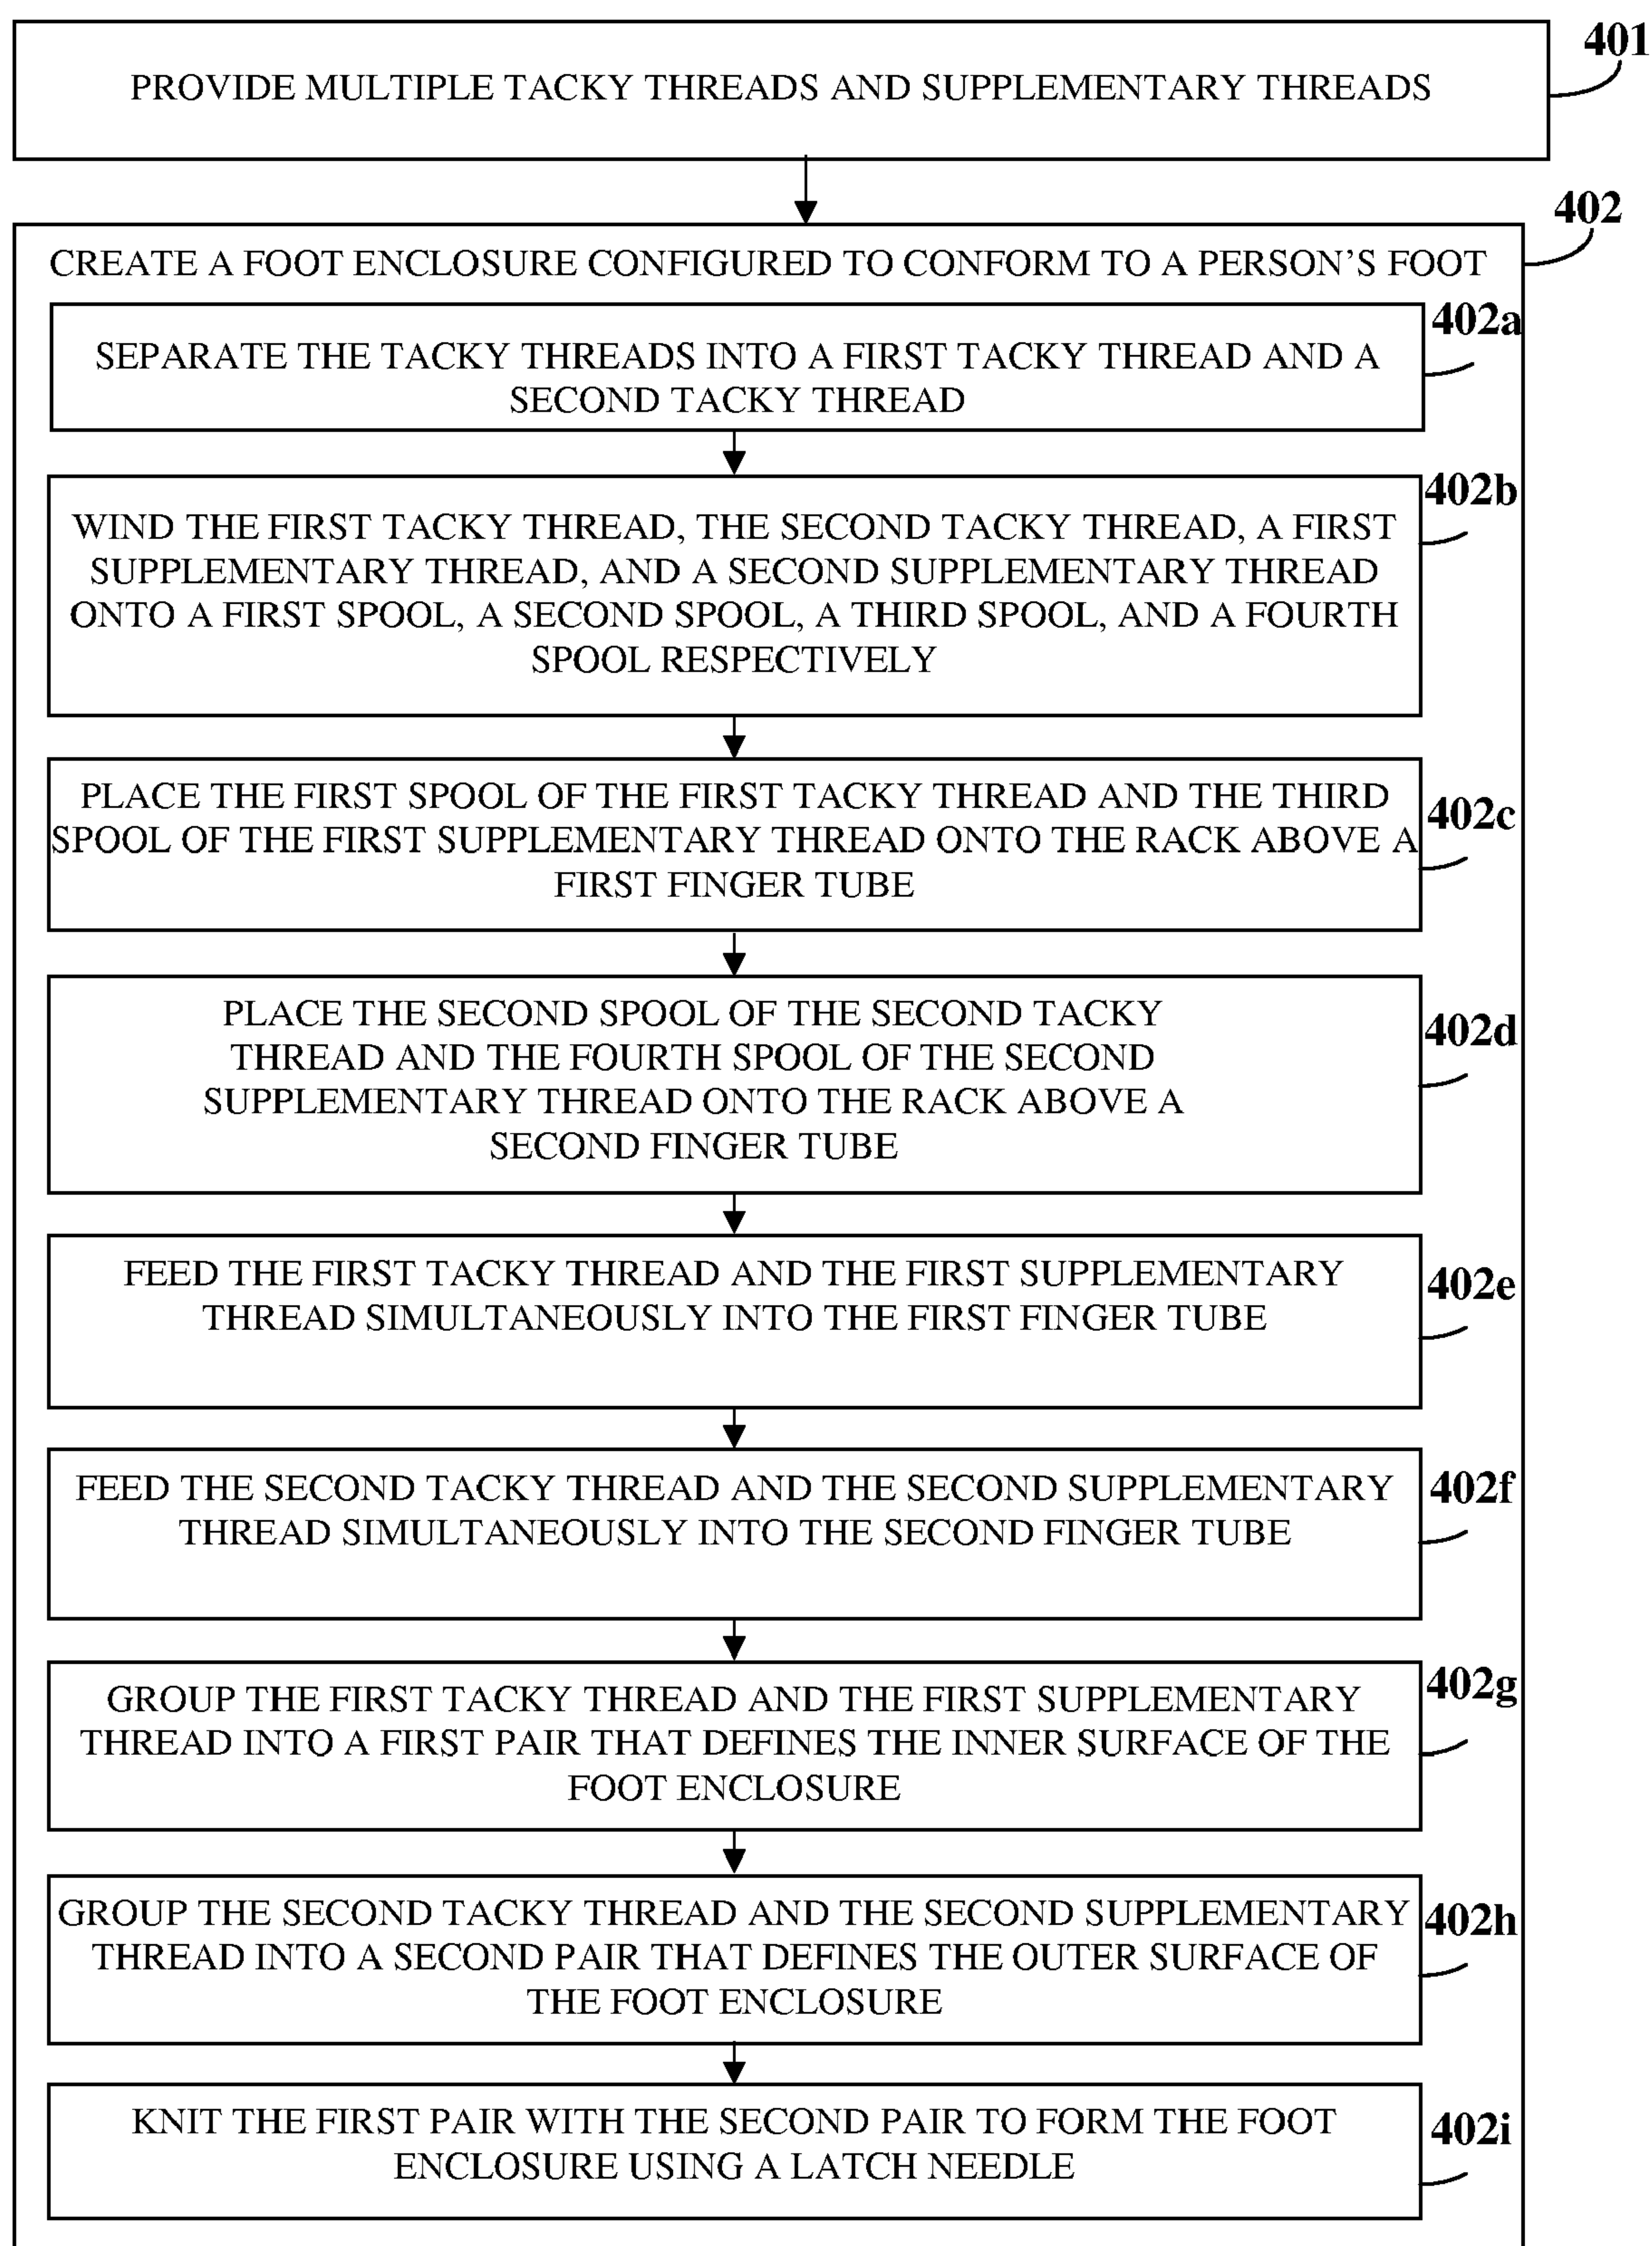 401
PROVIDE MULTIPLE TACKY THREADS AND SUPPLEMENTARY THREADS
402
CREATE A FOOT ENCLOSURE CONFIGURED TO CONFORM TO A PERSON'S FOOT
402a
SEPARATE THE TACKY THREADS INTO A FIRST TACKY THREAD AND A
SECOND TACKY THREAD
402b
WIND THE FIRST TACKY THREAD, THE SECOND TACKY THREAD, A FIRST
SUPPLEMENTARY THREAD, AND A SECOND SUPPLEMENTARY THREAD
ONTO A FIRST SPOOL, A SECOND SPOOL, A THIRD SPOOL, AND A FOURTH
SPOOL RESPECTIVELY
402c
PLACE THE FIRST SPOOL OF THE FIRST TACKY THREAD AND THE THIRD
SPOOL OF THE FIRST SUPPLEMENTARY THREAD ONTO THE RACK ABOVE A
FIRST FINGER TUBE
402d
PLACE THE SECOND SPOOL OF THE SECOND TACKY
THREAD AND THE FOURTH SPOOL OF THE SECOND
SUPPLEMENTARY THREAD ONTO THE RACK ABOVE A
SECOND FINGER TUBE
402e
FEED THE FIRST TACKY THREAD AND THE FIRST SUPPLEMENTARY
THREAD SIMULTANEOUSLY INTO THE FIRST FINGER TUBE
402f
FEED THE SECOND TACKY THREAD AND THE SECOND SUPPLEMENTARY
THREAD SIMULTANEOUSLY INTO THE SECOND FINGER TUBE
402g
GROUP THE FIRST TACKY THREAD AND THE FIRST SUPPLEMENTARY
THREAD INTO A FIRST PAIR THAT DEFINES THE INNER SURFACE OF THE
FOOT ENCLOSURE
402h
GROUP THE SECOND TACKY THREAD AND THE SECOND SUPPLEMENTARY
THREAD INTO A SECOND PAIR THAT DEFINES THE OUTER SURFACE OF
THE FOOT ENCLOSURE
402i
KNIT THE FIRST PAIR WITH THE SECOND PAIR TO FORM THE FOOT
ENCLOSURE USING A LATCH NEEDLE